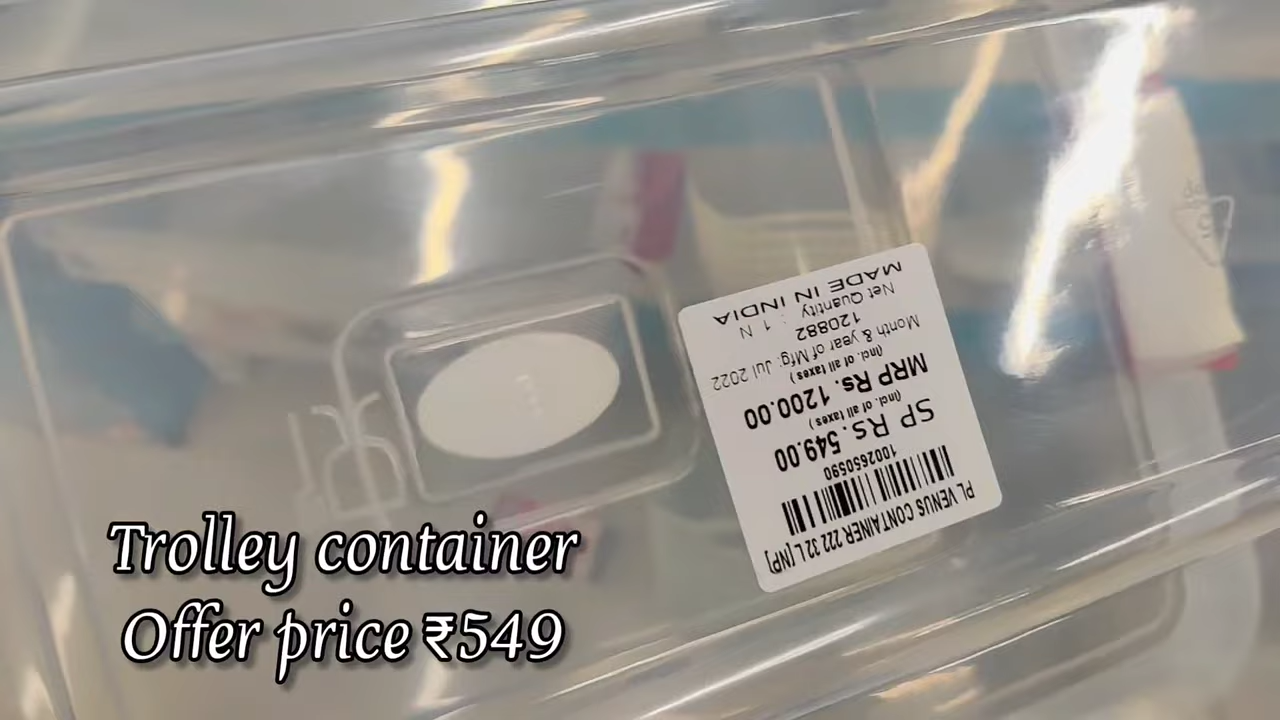 PL VENUS CONTAINER 222 32 L [NP]
1002650590
SP Rs. 549.00
(Incl. of all taxes)
MRP Rs. 1200.00
(Incl. of all taxes)
Month & year of Mfg: Jul 2022
120882
Net Quantity : 1 N
MADE IN INDIA
Trolley container
Offer price ₹549